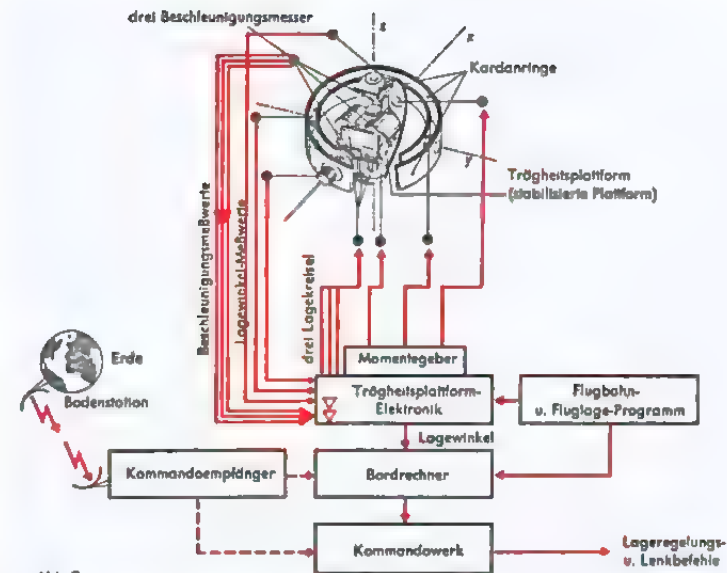 drei Beschleunigungsmesser
z
x
Kardanringe
y
Trägheitsplattform
(stabilisierte Plattform)
Beschleunigungsmeßwerte
Lagewinkel-Meßwerte
drei Lagekreisel
Erde
Bodenstation
Momentegeber
Trägheitsplattform-
Elektronik
Flugbahn-
u. Fluglage-Programm
Lagewinkel
Kommandoempfänger
Bordrechner
Kommandowerk
Lageregelungs-
u. Lenkbefehle